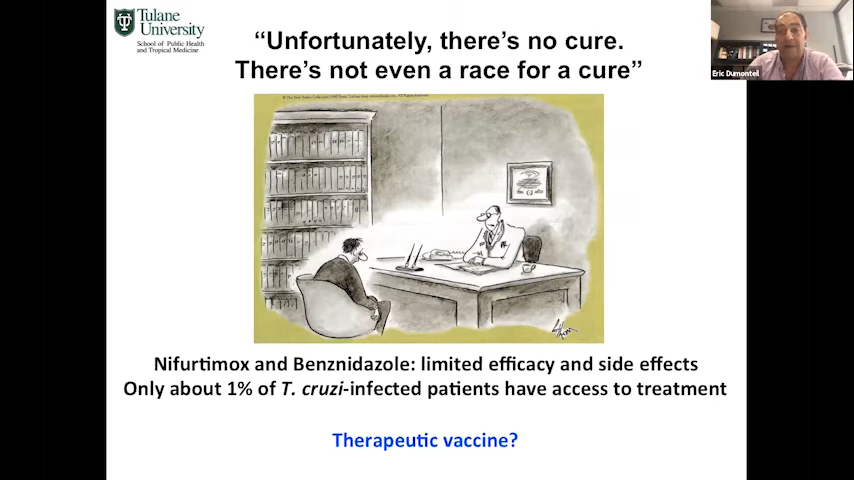 Tulane
University
School of Public Health
and Tropical Medicine
“Unfortunately, there’s no cure.
There’s not even a race for a cure”
Eric Dumonteil
Nifurtimox and Benznidazole: limited efficacy and side effects
Only about 1% of T. cruzi-infected patients have access to treatment
Therapeutic vaccine?